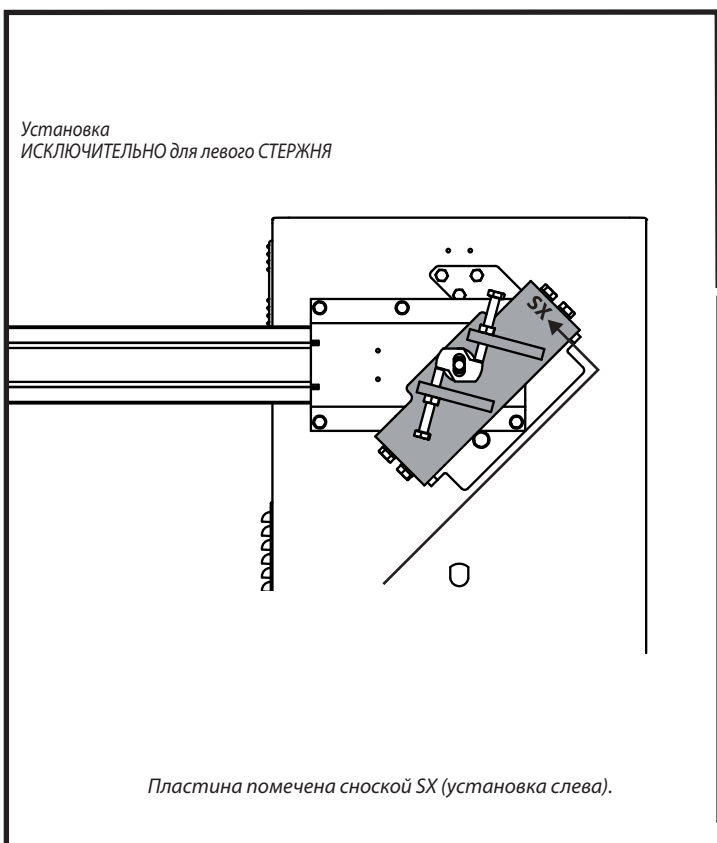 Установка
ИСКЛЮЧИТЕЛЬНО для левого СТЕРЖНЯ
SX
Пластина помечена сноской SX (установка слева).